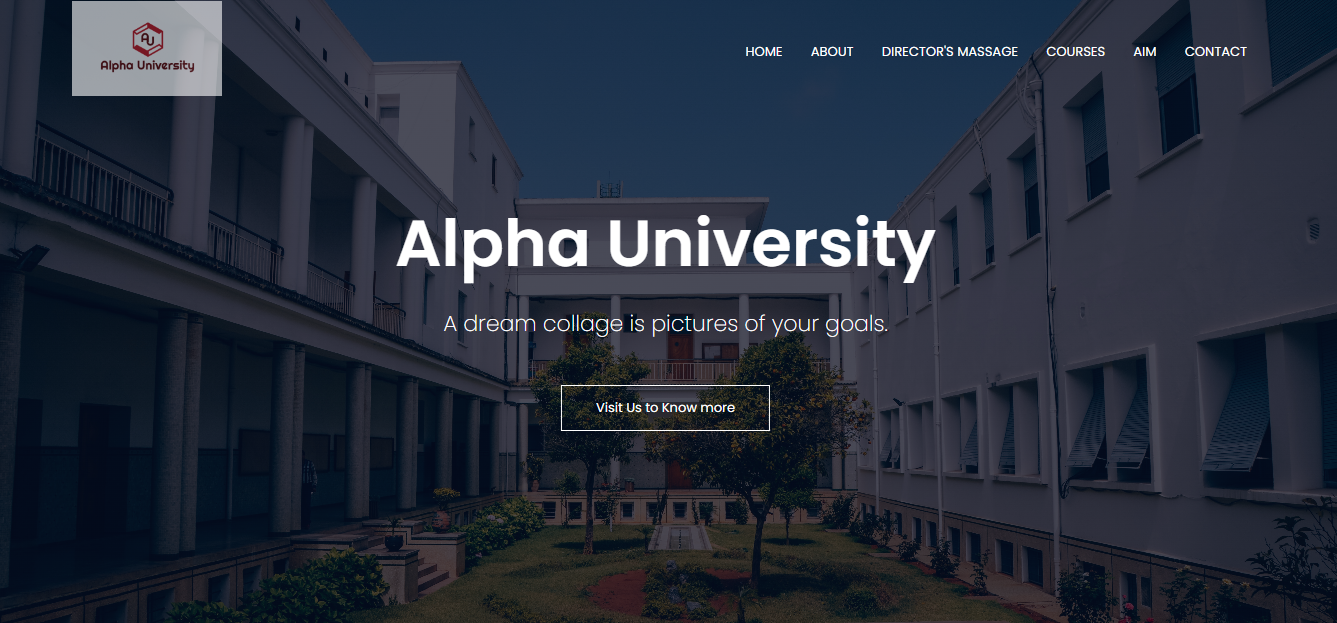 AU
Alpha University
HOME ABOUT DIRECTOR'S MASSAGE COURSES AIM CONTACT
Alpha University
A dream collage is pictures of your goals.
Visit Us to Know more